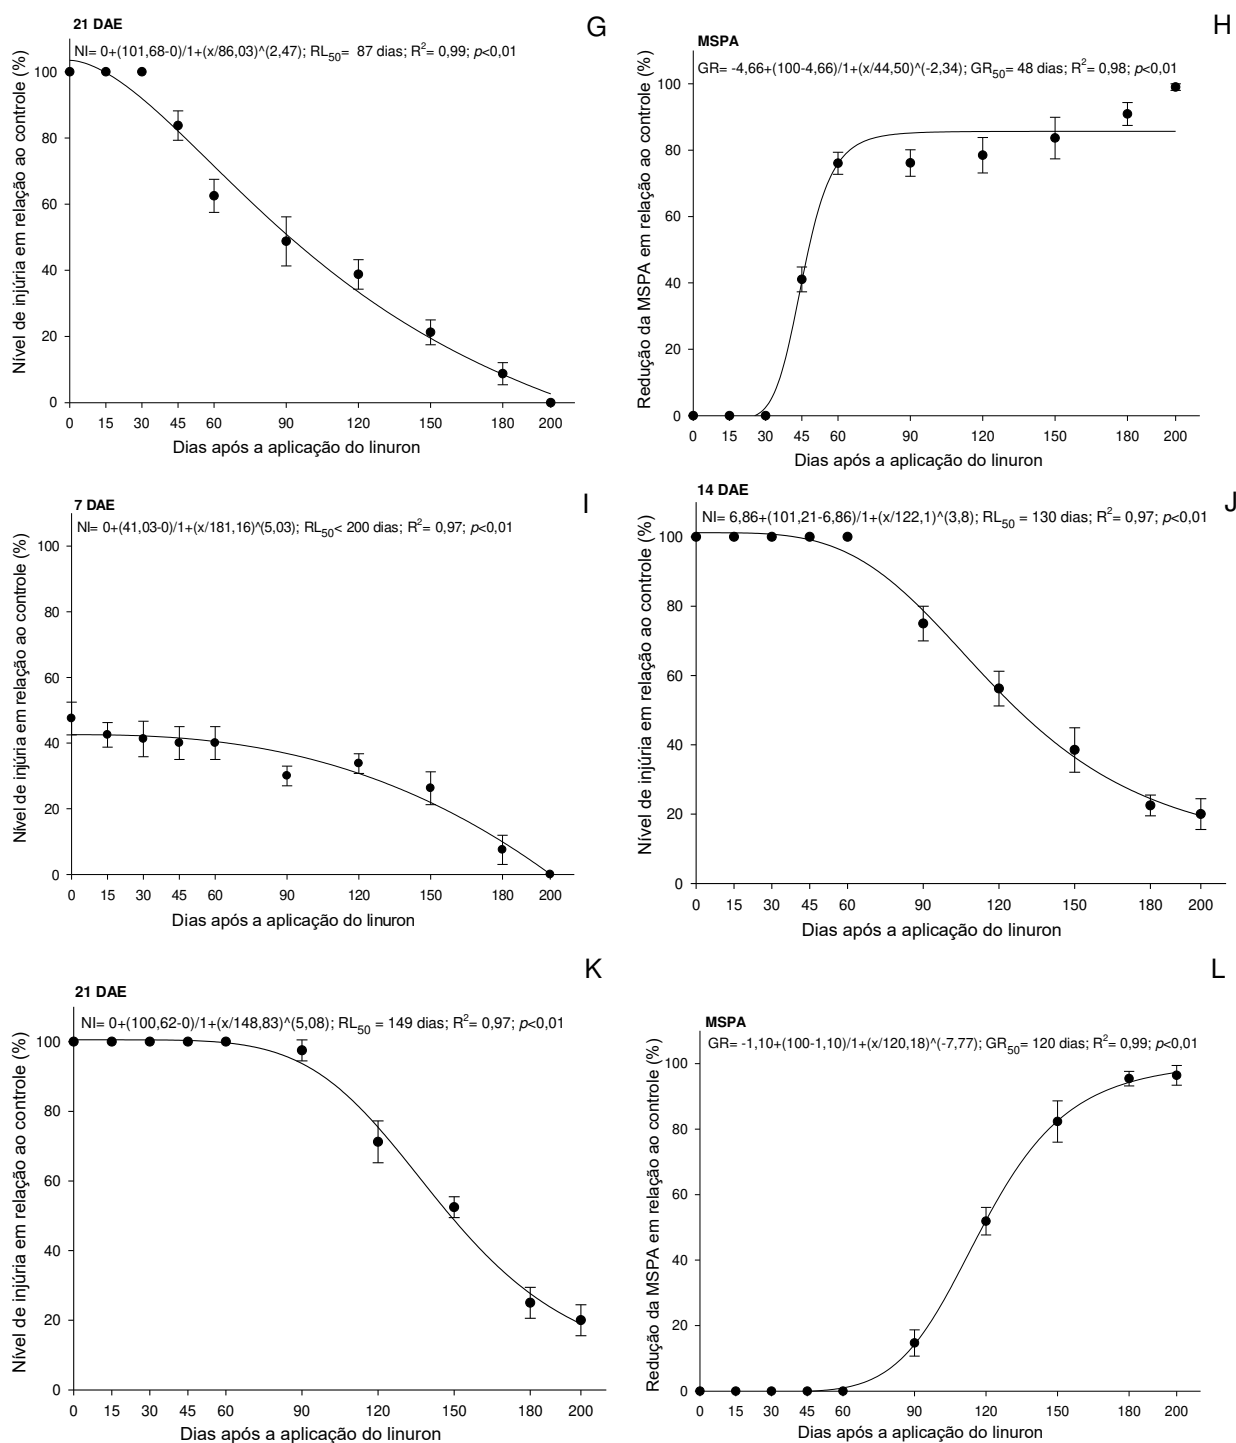 G
21 DAE
NI= 0+(101,68-0)/1+(x/86,03)^(2,47); RL50= 87 dias; R2= 0,99; p<0,01
Nível de injúria em relação ao controle (%)
100
80
60
40
20
0
0 15 30 45 60 90 120 150 180 200
Dias após a aplicação do linuron
H
MSPA
GR= -4,66+(100-4,66)/1+(x/44,50)^(-2,34); GR50= 48 dias; R2= 0,98; p<0,01
Redução da MSPA em relação ao controle (%)
100
80
60
40
20
0
0 15 30 45 60 90 120 150 180 200
Dias após a aplicação do linuron
I
7 DAE
NI= 0+(41,03-0)/1+(x/181,16)^(5,03); RL50< 200 dias; R2= 0,97; p<0,01
Nível de injúria em relação ao controle (%)
100
80
60
40
20
0
0 15 30 45 60 90 120 150 180 200
Dias após a aplicação do linuron
J
14 DAE
NI= 6,86+(101,21-6,86)/1+(x/122,1)^(3,8); RL50 = 130 dias; R2= 0,97; p<0,01
Nível de injúria em relação ao controle (%)
100
80
60
40
20
0
0 15 30 45 60 90 120 150 180 200
Dias após a aplicação do linuron
K
21 DAE
NI= 0+(100,62-0)/1+(x/148,83)^(5,08); RL50 = 149 dias; R2= 0,97; p<0,01
Nível de injúria em relação ao controle (%)
100
80
60
40
20
0
0 15 30 45 60 90 120 150 180 200
Dias após a aplicação do linuron
L
MSPA
GR= -1,10+(100-1,10)/1+(x/120,18)^(-7,77); GR50= 120 dias; R2= 0,99; p<0,01
Redução da MSPA em relação ao controle (%)
100
80
60
40
20
0
0 15 30 45 60 90 120 150 180 200
Dias após a aplicação do linuron